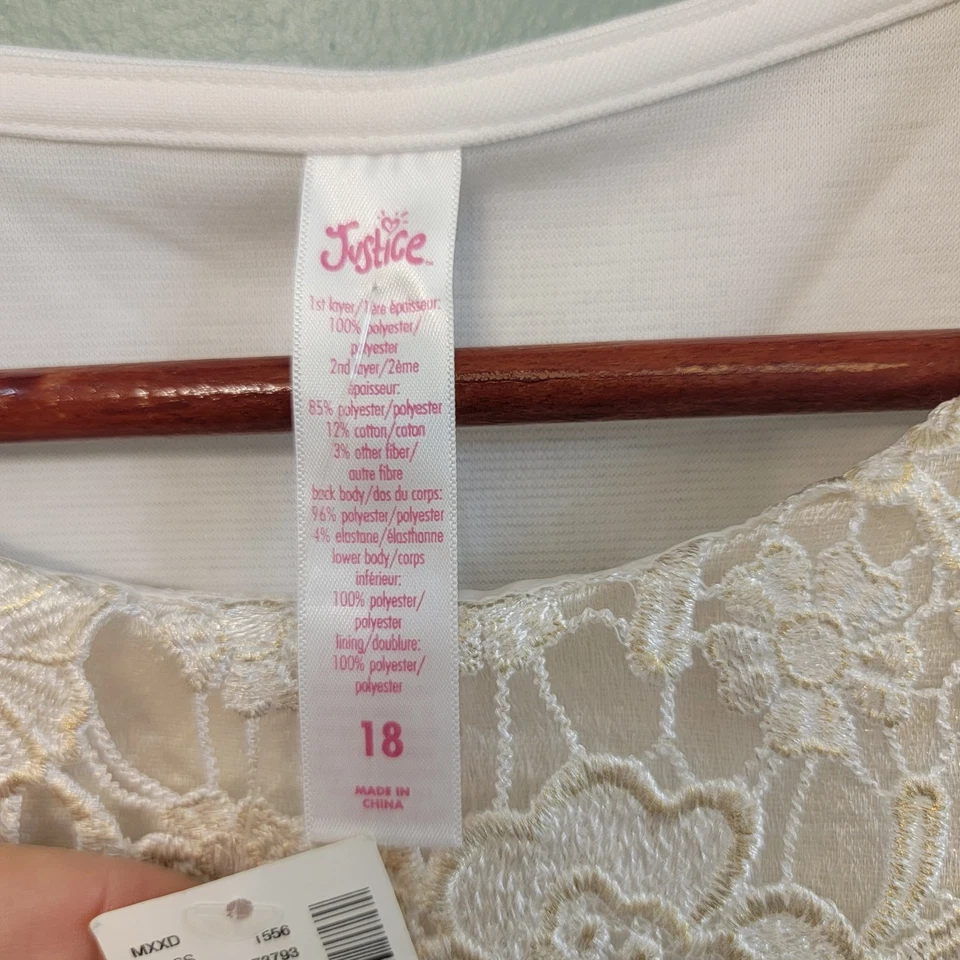 Justice
1st layer/1ère épaisseur:
100% polyester/
polyester
2nd layer/2ème
épaisseur:
85% polyester/polyester
12% cotton/coton
3% other fiber/
autre fibre
back body/dos du corps:
96% polyester/polyester
4% elastane/élasthanne
lower body/corps
inférieur:
100% polyester/
polyester
lining/doublure:
100% polyester/
polyester
18
MADE IN
CHINA
MXXD 1556